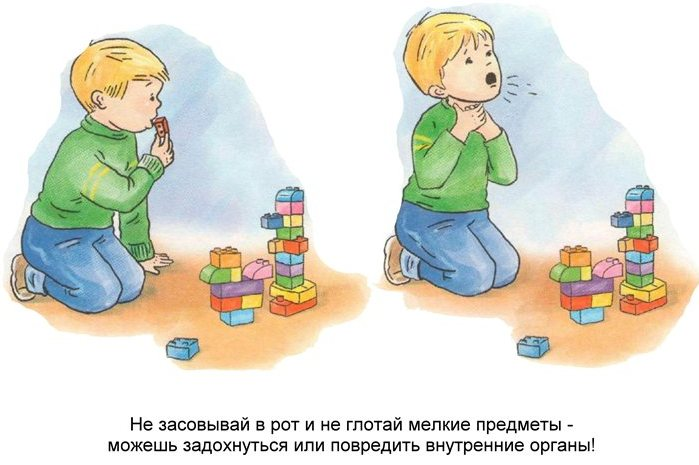 Не засовывай в рот и не глотай мелкие предметы -
можешь задохнуться или повредить внутренние органы!